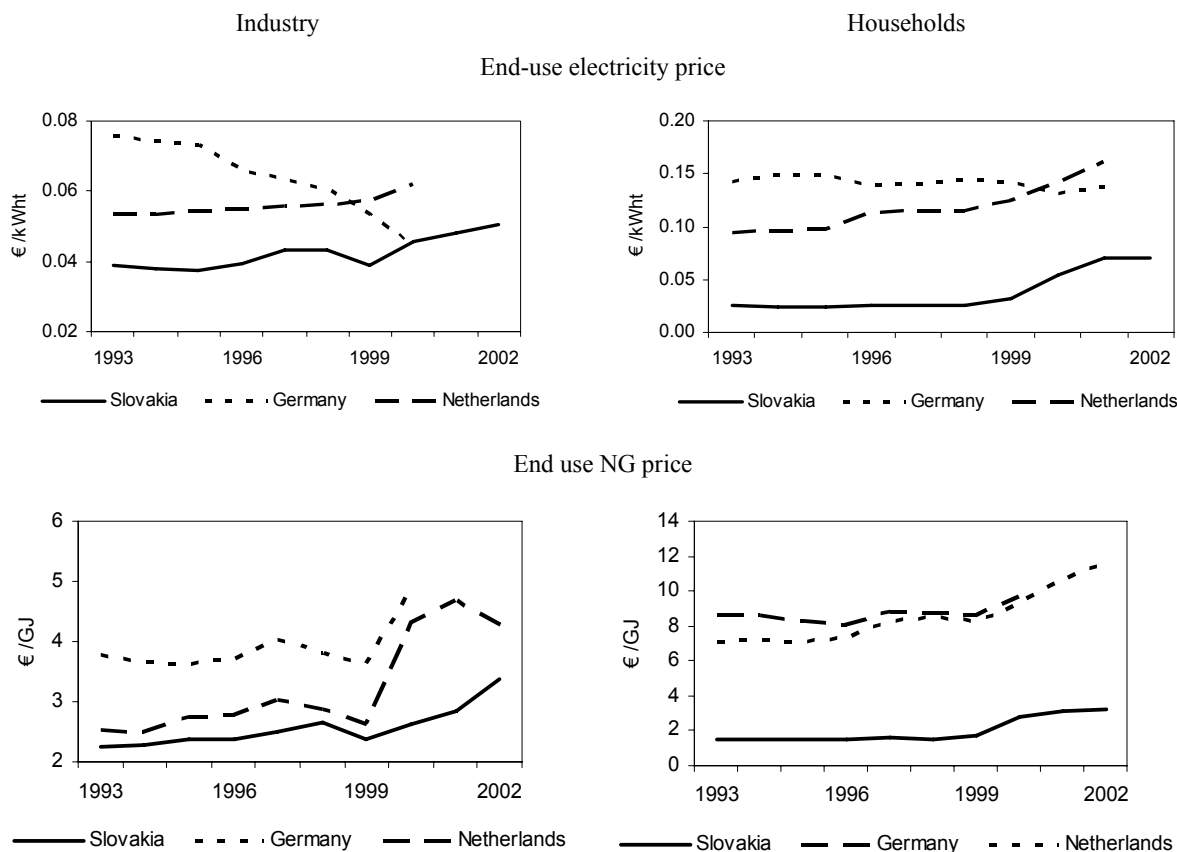 Industry
Households
End-use electricity price
0.08
0.06
0.04
0.02
€ /kWht
1993 1996 1999 2002
Slovakia Germany Netherlands
0.20
0.15
0.10
0.05
0.00
€ /kWht
1993 1996 1999 2002
Slovakia Germany Netherlands
End use NG price
6
5
4
3
2
€ /GJ
1993 1996 1999 2002
Slovakia Germany Netherlands
14
12
10
8
6
4
2
0
€ /GJ
1993 1996 1999 2002
Slovakia Germany Netherlands